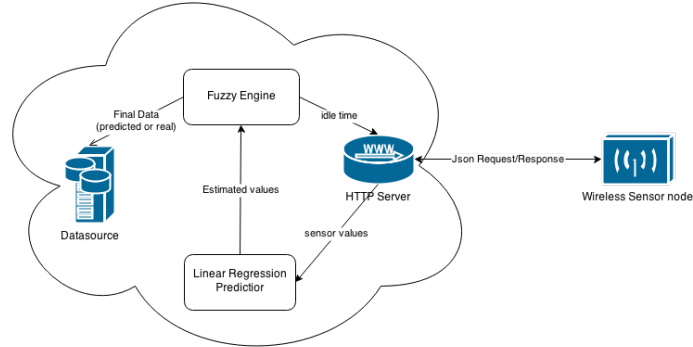 Fuzzy Engine
Final Data
(predicted or real)
idle time
WWW
Json Request/Response
HTTP Server
Wireless Sensor node
Estimated values
Datasource
sensor values
Linear Regression
Predictior